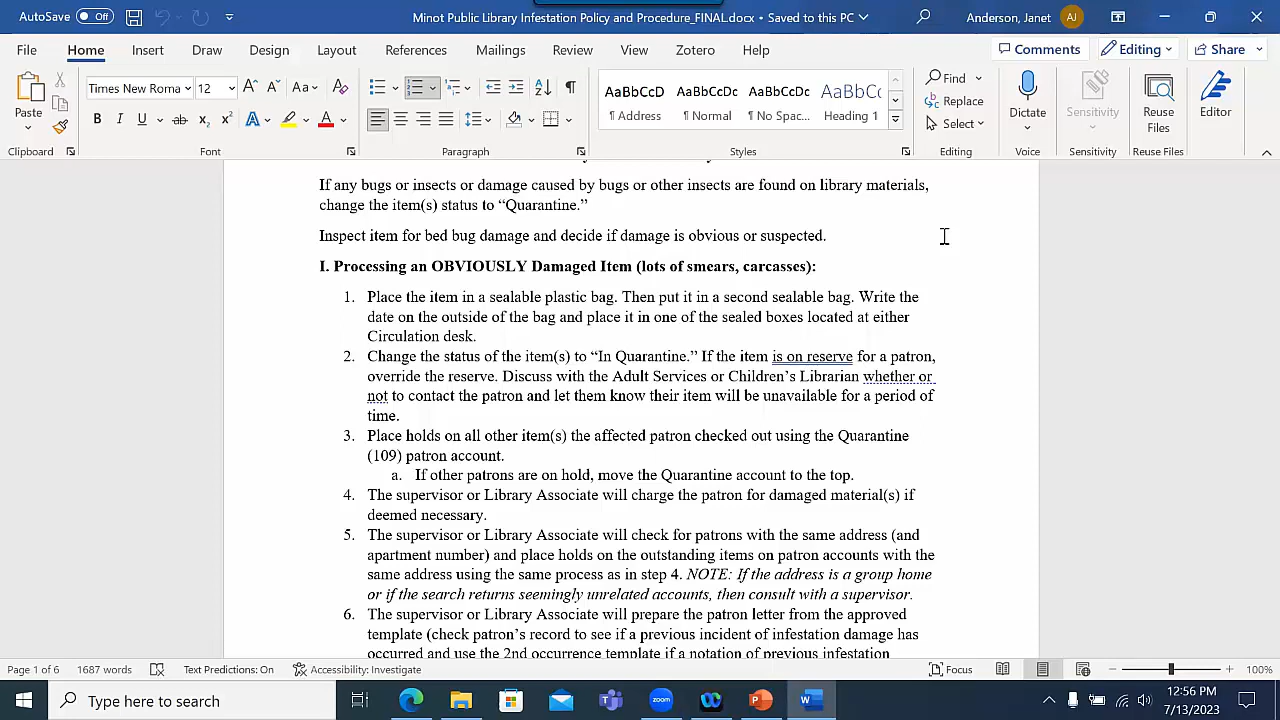 AutoSave Off Minot Public Library Infestation Policy and Procedure_FINAL.docx • Saved to this PC Anderson, Janet AJ
File Home Insert Draw Design Layout References Mailings Review View Zotero Help Comments Editing Share
Paste Times New Roma 12 Aa AaBbCcD AaBbCcDc AaBbCcDc AaBbCc Find Replace Select Dictate Sensitivity Reuse Files Editor
B I U ab x₂ x² A A ¶ Address ¶ Normal ¶ No Spac... Heading 1
Clipboard Font Paragraph Styles Editing Voice Sensitivity Reuse Files
If any bugs or insects or damage caused by bugs or other insects are found on library materials,
change the item(s) status to “Quarantine.”
Inspect item for bed bug damage and decide if damage is obvious or suspected.
I. Processing an OBVIOUSLY Damaged Item (lots of smears, carcasses):
1. Place the item in a sealable plastic bag. Then put it in a second sealable bag. Write the
date on the outside of the bag and place it in one of the sealed boxes located at either
Circulation desk.
2. Change the status of the item(s) to “In Quarantine.” If the item is on reserve for a patron,
override the reserve. Discuss with the Adult Services or Children’s Librarian whether or
not to contact the patron and let them know their item will be unavailable for a period of
time.
3. Place holds on all other item(s) the affected patron checked out using the Quarantine
(109) patron account.
a. If other patrons are on hold, move the Quarantine account to the top.
4. The supervisor or Library Associate will charge the patron for damaged material(s) if
deemed necessary.
5. The supervisor or Library Associate will check for patrons with the same address (and
apartment number) and place holds on the outstanding items on patron accounts with the
same address using the same process as in step 4. NOTE: If the address is a group home
or if the search returns seemingly unrelated accounts, then consult with a supervisor.
6. The supervisor or Library Associate will prepare the patron letter from the approved
template (check patron’s record to see if a previous incident of infestation damage has
occurred and use the 2nd occurrence template if a notation of previous infestation
Page 1 of 6 1687 words Text Predictions: On Accessibility: Investigate Focus 100%
Type here to search zoom 12:56 PM
7/13/2023